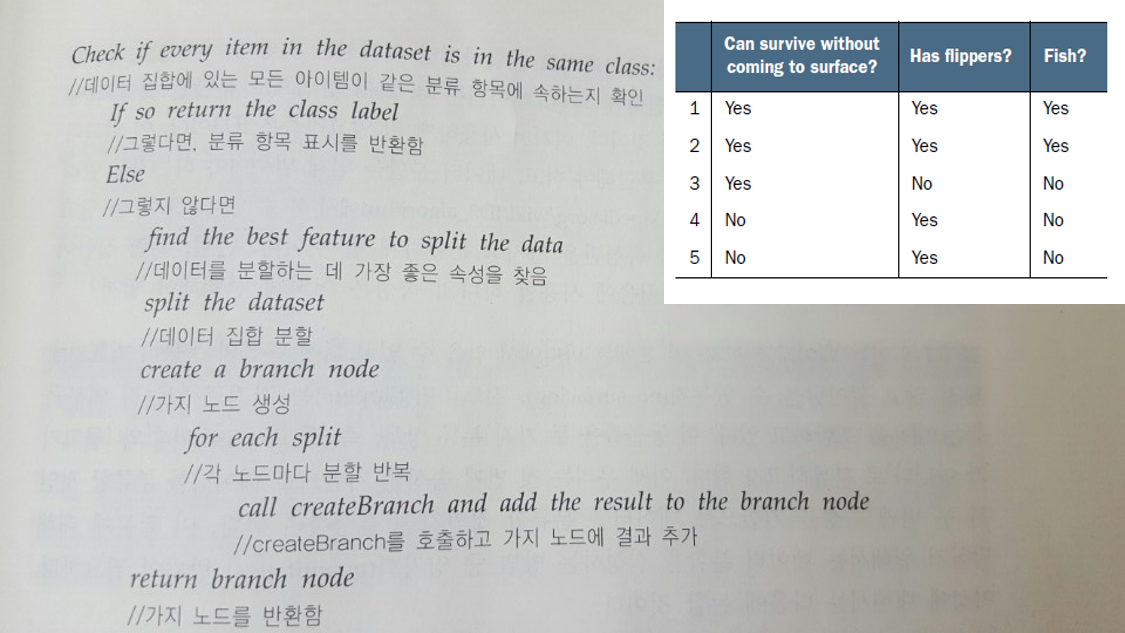 Check if every item in the dataset is in the same class:
//데이터 집합에 있는 모든 아이템이 같은 분류 항목에 속하는지 확인
If so return the class label
//그렇다면, 분류 항목 표시를 반환함
Else
//그렇지 않다면
find the best feature to split the data
//데이터를 분할하는 데 가장 좋은 속성을 찾음
split the dataset
//데이터 집합 분할
create a branch node
//가지 노드 생성
for each split
//각 노드마다 분할 반복
call createBranch and add the result to the branch node
//createBranch를 호출하고 가지 노드에 결과 추가
return branch node
//가지 노드를 반환함
Can survive without
coming to surface? Has flippers? Fish?
1 Yes Yes Yes
2 Yes Yes Yes
3 Yes No No
4 No Yes No
5 No Yes No